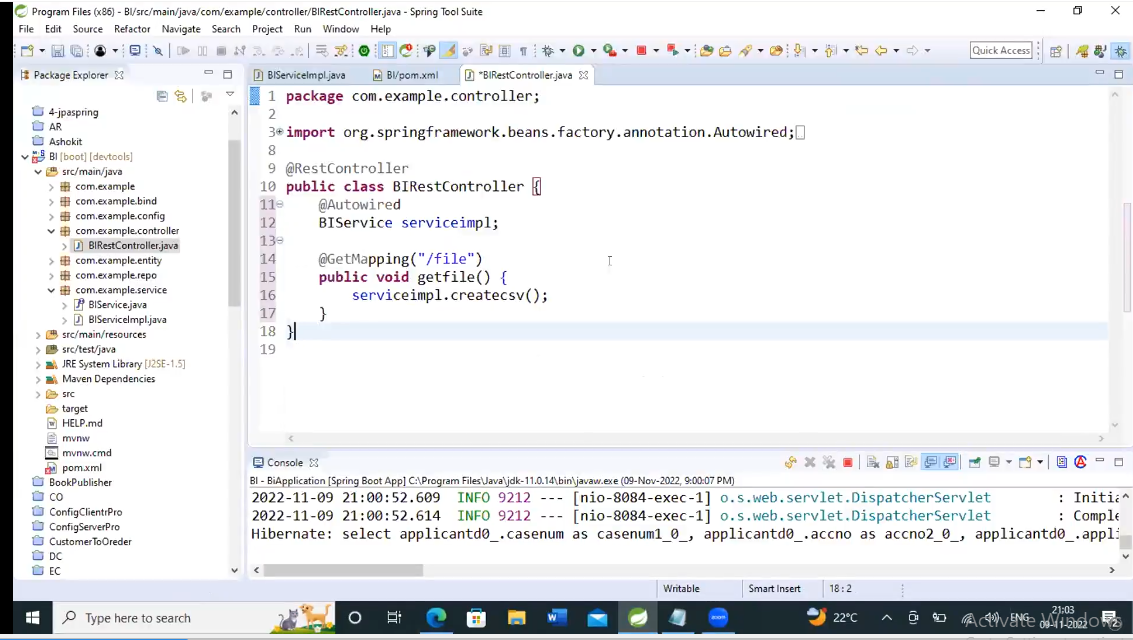 Program Files (x86) - BI/src/main/java/com/example/controller/BIRestController.java - Spring Tool Suite
File Edit Source Refactor Navigate Search Project Run Window Help
Quick Access
Package Explorer
BIServiceImpl.java BI/pom.xml *BIRestController.java
4-jpaspring
AR
Ashokit
BI [boot] [devtools]
src/main/java
com.example
com.example.bind
com.example.config
com.example.controller
BIRestController.java
com.example.entity
com.example.repo
com.example.service
BIService.java
BIServiceImpl.java
src/main/resources
src/test/java
JRE System Library [J2SE-1.5]
Maven Dependencies
src
target
HELP.md
mvnw
mvnw.cmd
pom.xml
BookPublisher
CO
ConfigClientrPro
ConfigServerPro
CustomerToOreder
DC
EC
1 package com.example.controller;
2
3 import org.springframework.beans.factory.annotation.Autowired;
8
9 @RestController
10 public class BIRestController {
11 @Autowired
12 BIService serviceimpl;
13
14 @GetMapping("/file")
15 public void getfile() {
16 serviceimpl.createcsv();
17 }
18 }
19
Console
BI - BiApplication [Spring Boot App] C:\Program Files\Java\jdk-11.0.14\bin\javaw.exe (09-Nov-2022, 9:00:07 PM)
2022-11-09 21:00:52.609 INFO 9212 --- [nio-8084-exec-1] o.s.web.servlet.DispatcherServlet : Initia
2022-11-09 21:00:52.614 INFO 9212 --- [nio-8084-exec-1] o.s.web.servlet.DispatcherServlet : Comple
Hibernate: select applicantd0_.casenum as casenum1_0_, applicantd0_.accno as accno2_0_, applicantd0_.appli
Writable Smart Insert 18 : 2
Activate Windows
Type here to search
22°C ENG 21:03
09-11-2022